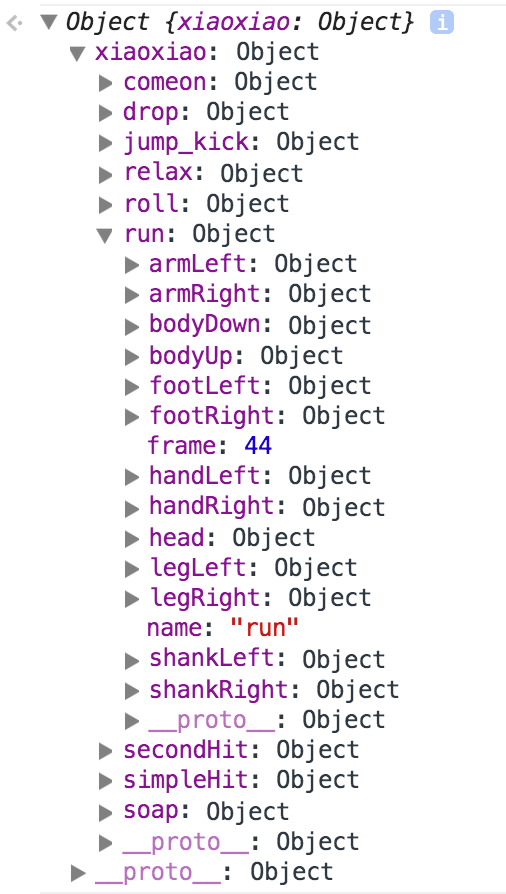 Object {xiaoxiao: Object} i
xiaoxiao: Object
comeon: Object
drop: Object
jump_kick: Object
relax: Object
roll: Object
run: Object
armLeft: Object
armRight: Object
bodyDown: Object
bodyUp: Object
footLeft: Object
footRight: Object
frame: 44
handLeft: Object
handRight: Object
head: Object
legLeft: Object
legRight: Object
name: "run"
shankLeft: Object
shankRight: Object
__proto__: Object
secondHit: Object
simpleHit: Object
soap: Object
__proto__: Object
__proto__: Object